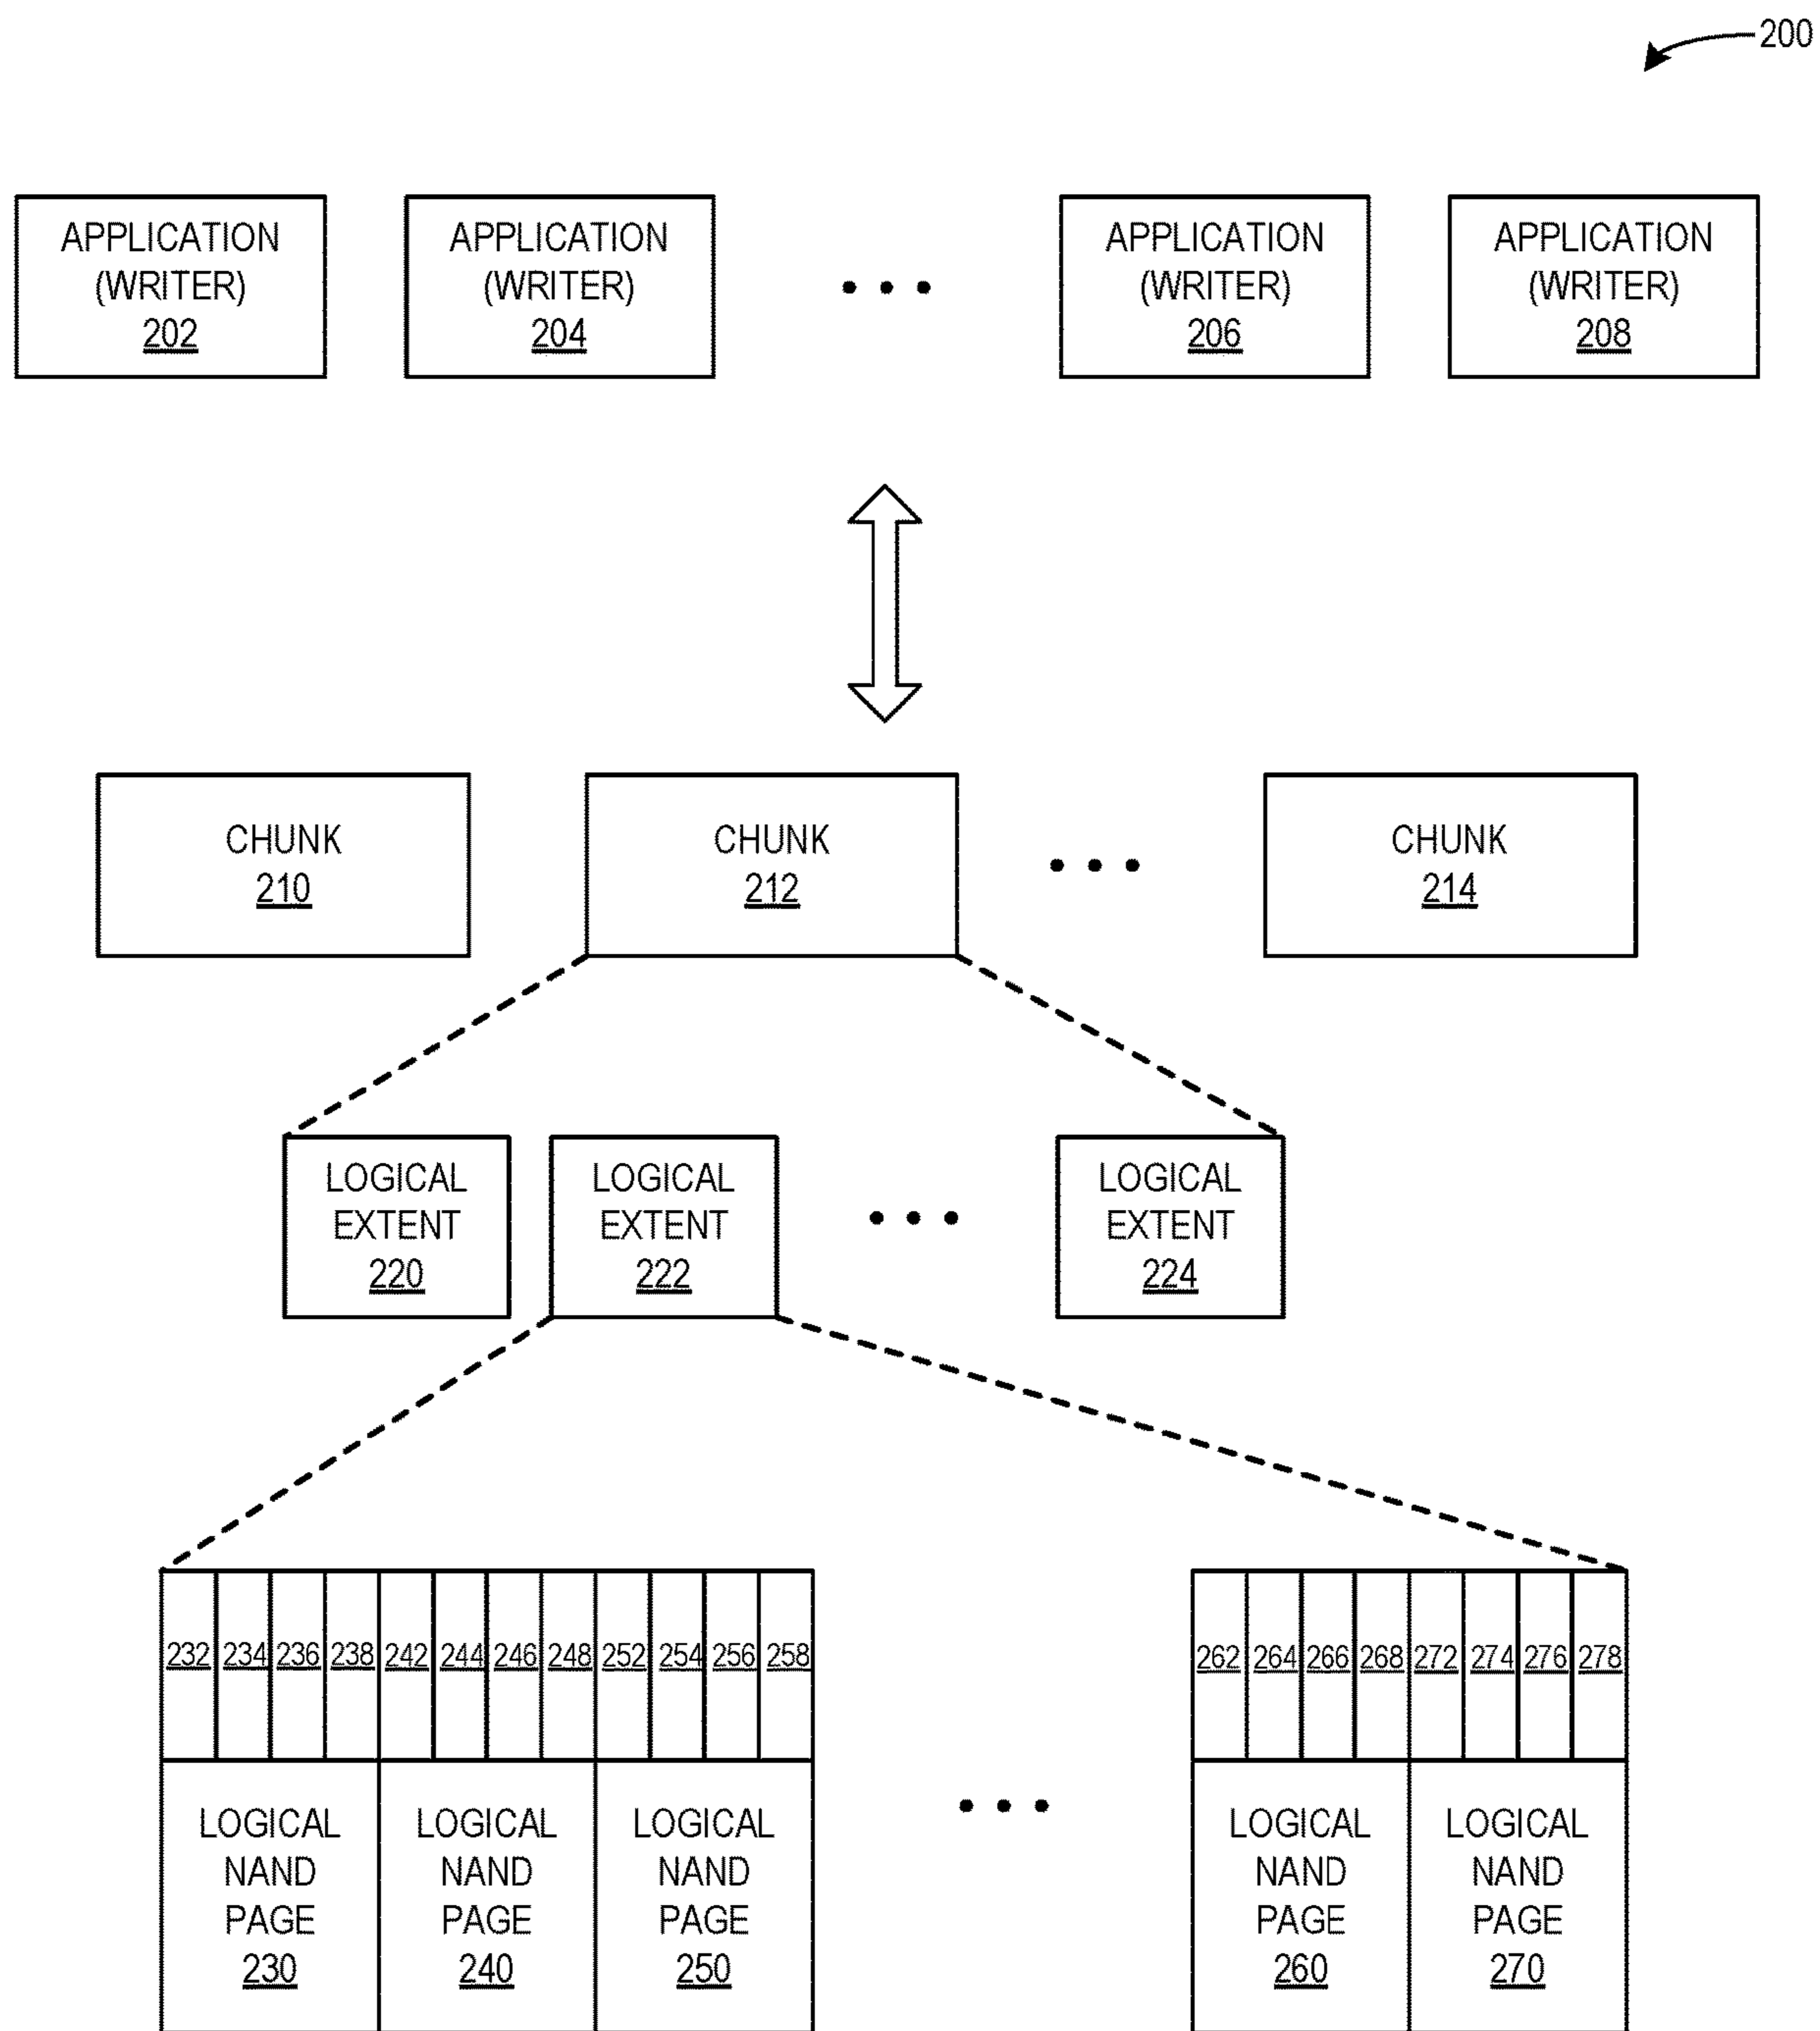 200
APPLICATION
(WRITER)
202
APPLICATION
(WRITER)
204
APPLICATION
(WRITER)
206
APPLICATION
(WRITER)
208
CHUNK
210
CHUNK
212
CHUNK
214
LOGICAL
EXTENT
220
LOGICAL
EXTENT
222
LOGICAL
EXTENT
224
232
234
236
238
242
244
246
248
252
254
256
258
262
264
266
268
272
274
276
278
LOGICAL
NAND
PAGE
230
LOGICAL
NAND
PAGE
240
LOGICAL
NAND
PAGE
250
LOGICAL
NAND
PAGE
260
LOGICAL
NAND
PAGE
270